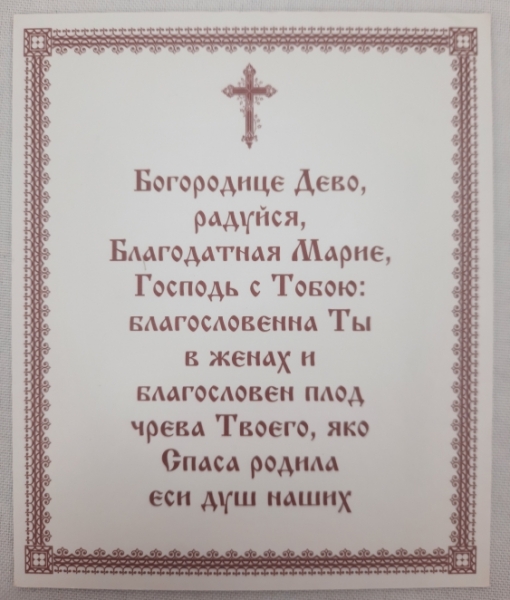 Богородице Дево,
радуйся,
Благодатная Марие,
Господь с Тобою:
благословенна Ты
в женах и
благословен плод
чрева Твоего, яко
Спаса родила
еси душ наших